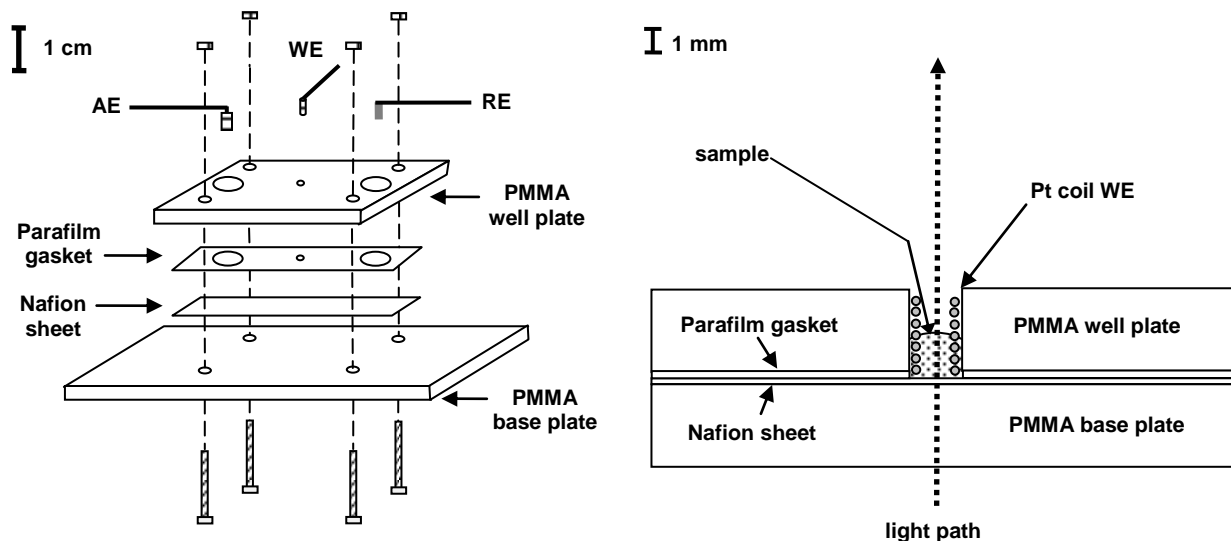 1 cm
WE
AE
RE
PMMA
well plate
Parafilm
gasket
Nafion
sheet
PMMA
base plate
1 mm
sample
Pt coil WE
Parafilm gasket
PMMA well plate
Nafion sheet
PMMA base plate
light path